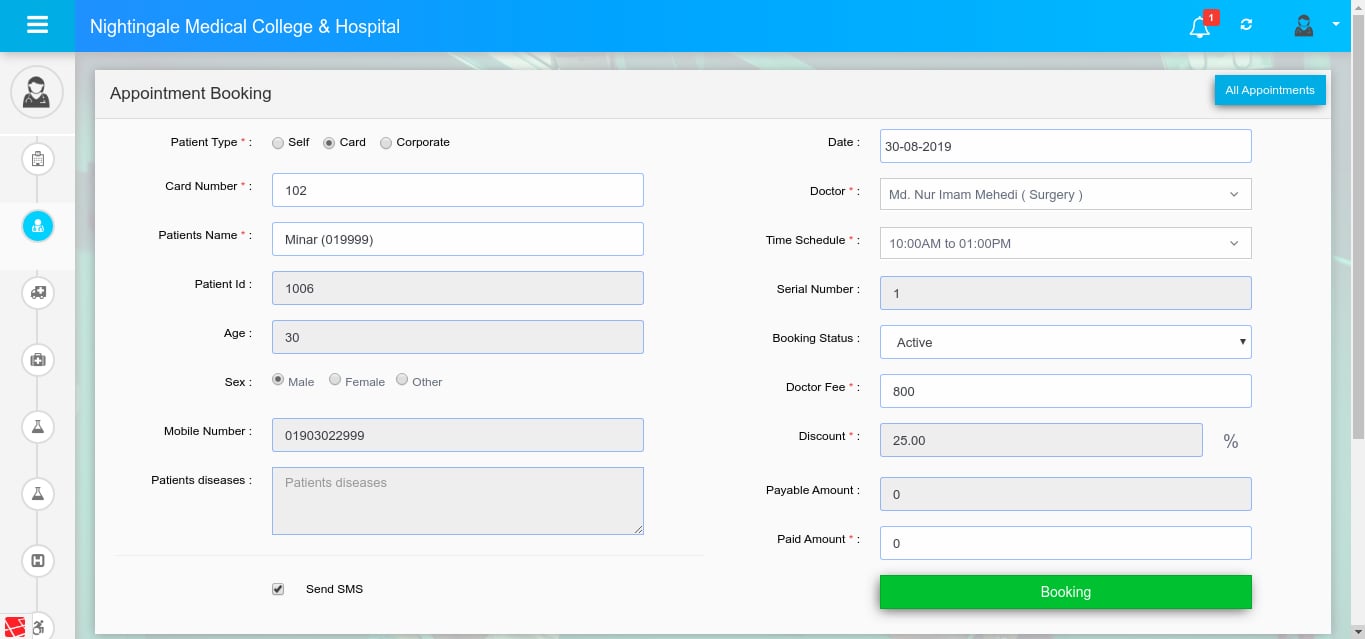 Nightingale Medical College & Hospital
1
Appointment Booking
All Appointments
Patient Type * :
Self
Card
Corporate
Card Number * :
102
Patients Name * :
Minar (019999)
Patient Id :
1006
Age :
30
Sex :
Male
Female
Other
Mobile Number :
01903022999
Patients diseases :
Patients diseases
Send SMS
Date :
30-08-2019
Doctor * :
Md. Nur Imam Mehedi ( Surgery )
Time Schedule * :
10:00AM to 01:00PM
Serial Number :
1
Booking Status :
Active
Doctor Fee * :
800
Discount * :
25.00
%
Payable Amount :
0
Paid Amount * :
0
Booking